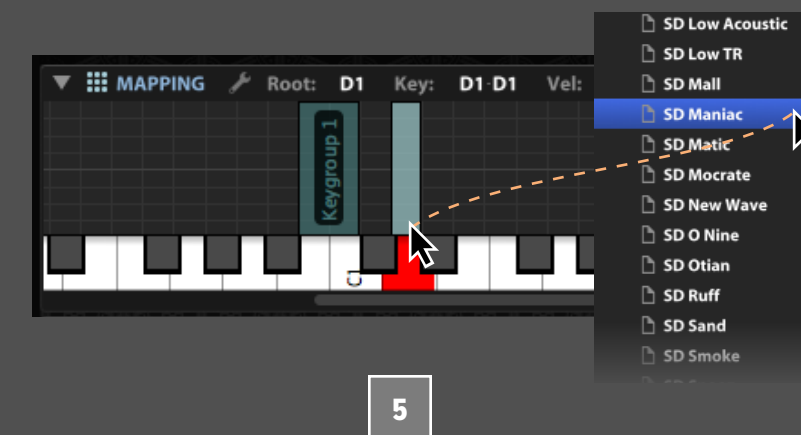 MAPPING Root: D1 Key: D1-D1 Vel:
Keygroup 1
SD Low Acoustic
SD Low TR
SD Mall
SD Maniac
SD Matic
SD Mocrate
SD New Wave
SD O Nine
SD Otian
SD Ruff
SD Sand
SD Smoke
5